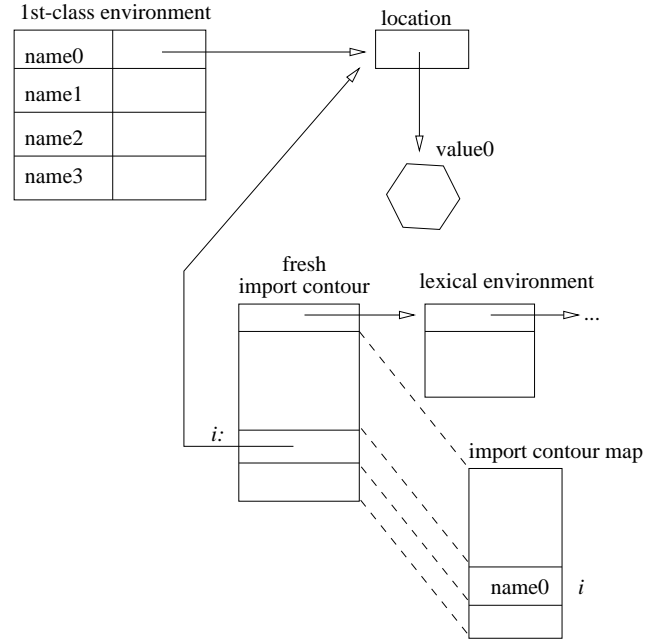 1st-class environment
location
name0
name1
name2
name3
value0
fresh
import contour
lexical environment
...
i:
import contour map
name0
i